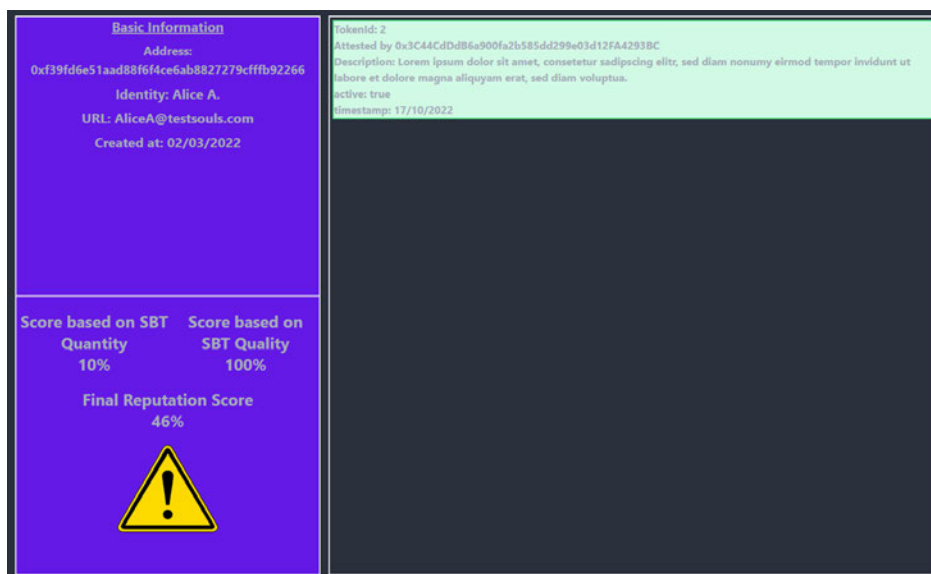 Basic Information
Address:
0xf39fd6e51aad88f6f4ce6ab8827279cfffb92266
Identity: Alice A.
URL: AliceA@testsouls.com
Created at: 02/03/2022
Score based on SBT Quantity
10%
Score based on SBT Quality
100%
Final Reputation Score
46%
TokenId: 2
Attested by 0x3C44CdDdB6a900fa2b585dd299e03d12FA4293BC
Description: Lorem ipsum dolor sit amet, consetetur sadipscing elitr, sed diam nonumy eirmod tempor invidunt ut
labore et dolore magna aliquyam erat, sed diam voluptua.
active: true
timestamp: 17/10/2022